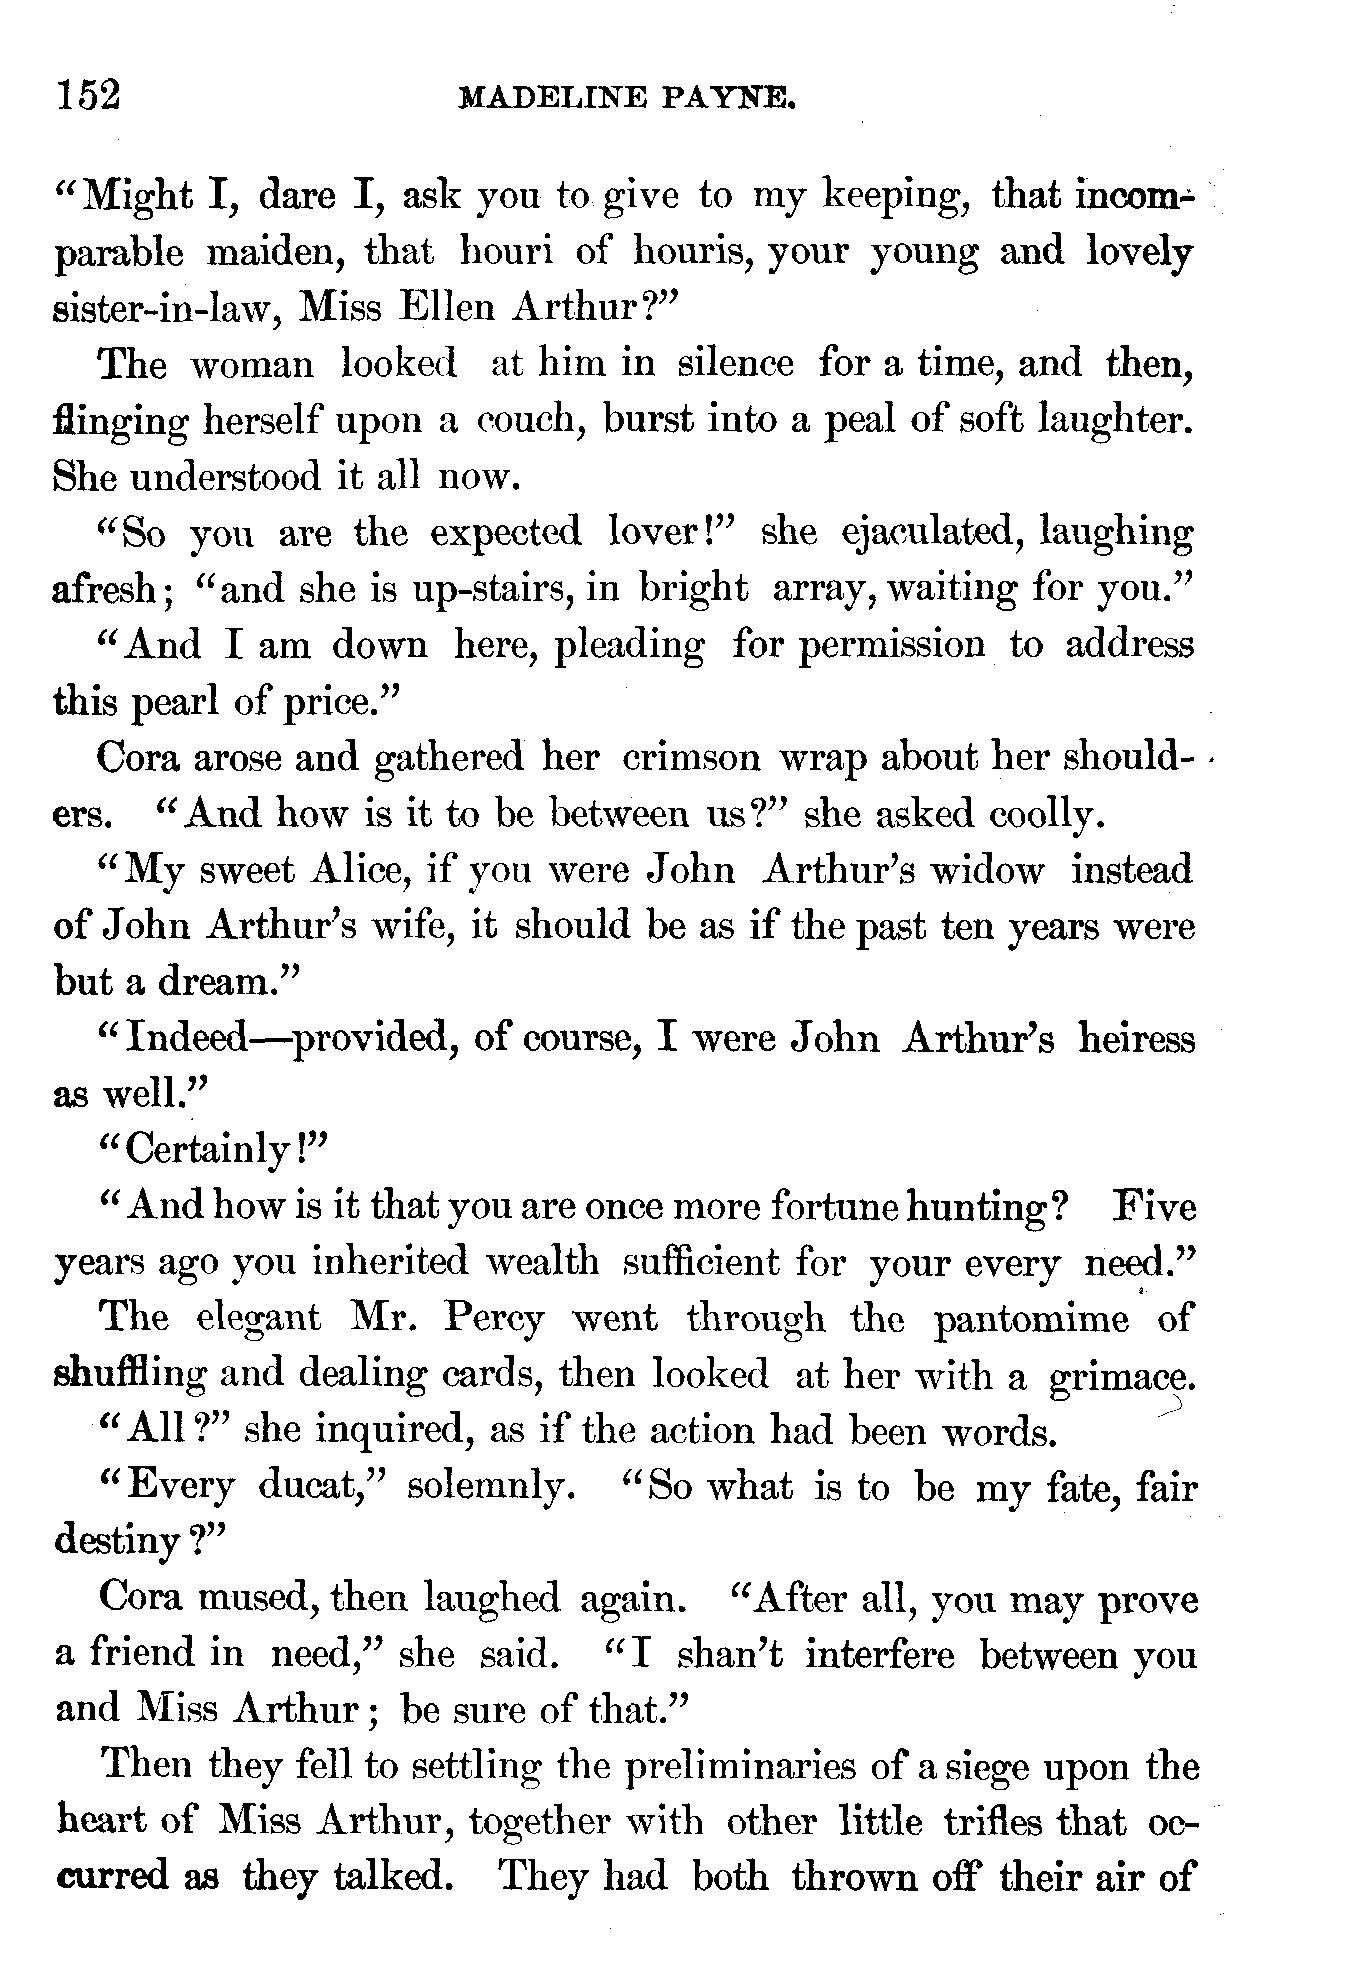 152 MADELINE PAYNE.
"Might I, dare I, ask you to give to my keeping, that incom-
parable maiden, that houri of houris, your young and lovely
sister-in-law, Miss Ellen Arthur?"
The woman looked at him in silence for a time, and then,
flinging herself upon a couch, burst into a peal of soft laughter.
She understood it all now.
"So you are the expected lover!" she ejaculated, laughing
afresh; "and she is up-stairs, in bright array, waiting for you."
"And I am down here, pleading for permission to address
this pearl of price."
Cora arose and gathered her crimson wrap about her should-
ers. "And how is it to be between us?" she asked coolly.
"My sweet Alice, if you were John Arthur's widow instead
of John Arthur's wife, it should be as if the past ten years were
but a dream."
"Indeed—provided, of course, I were John Arthur's heiress
as well."
"Certainly!"
"And how is it that you are once more fortune hunting? Five
years ago you inherited wealth sufficient for your every need."
The elegant Mr. Percy went through the pantomime of
shuffling and dealing cards, then looked at her with a grimace.
"All?" she inquired, as if the action had been words.
"Every ducat," solemnly. "So what is to be my fate, fair
destiny?"
Cora mused, then laughed again. "After all, you may prove
a friend in need," she said. "I shan't interfere between you
and Miss Arthur; be sure of that."
Then they fell to settling the preliminaries of a siege upon the
heart of Miss Arthur, together with other little trifles that oc-
curred as they talked. They had both thrown off their air of